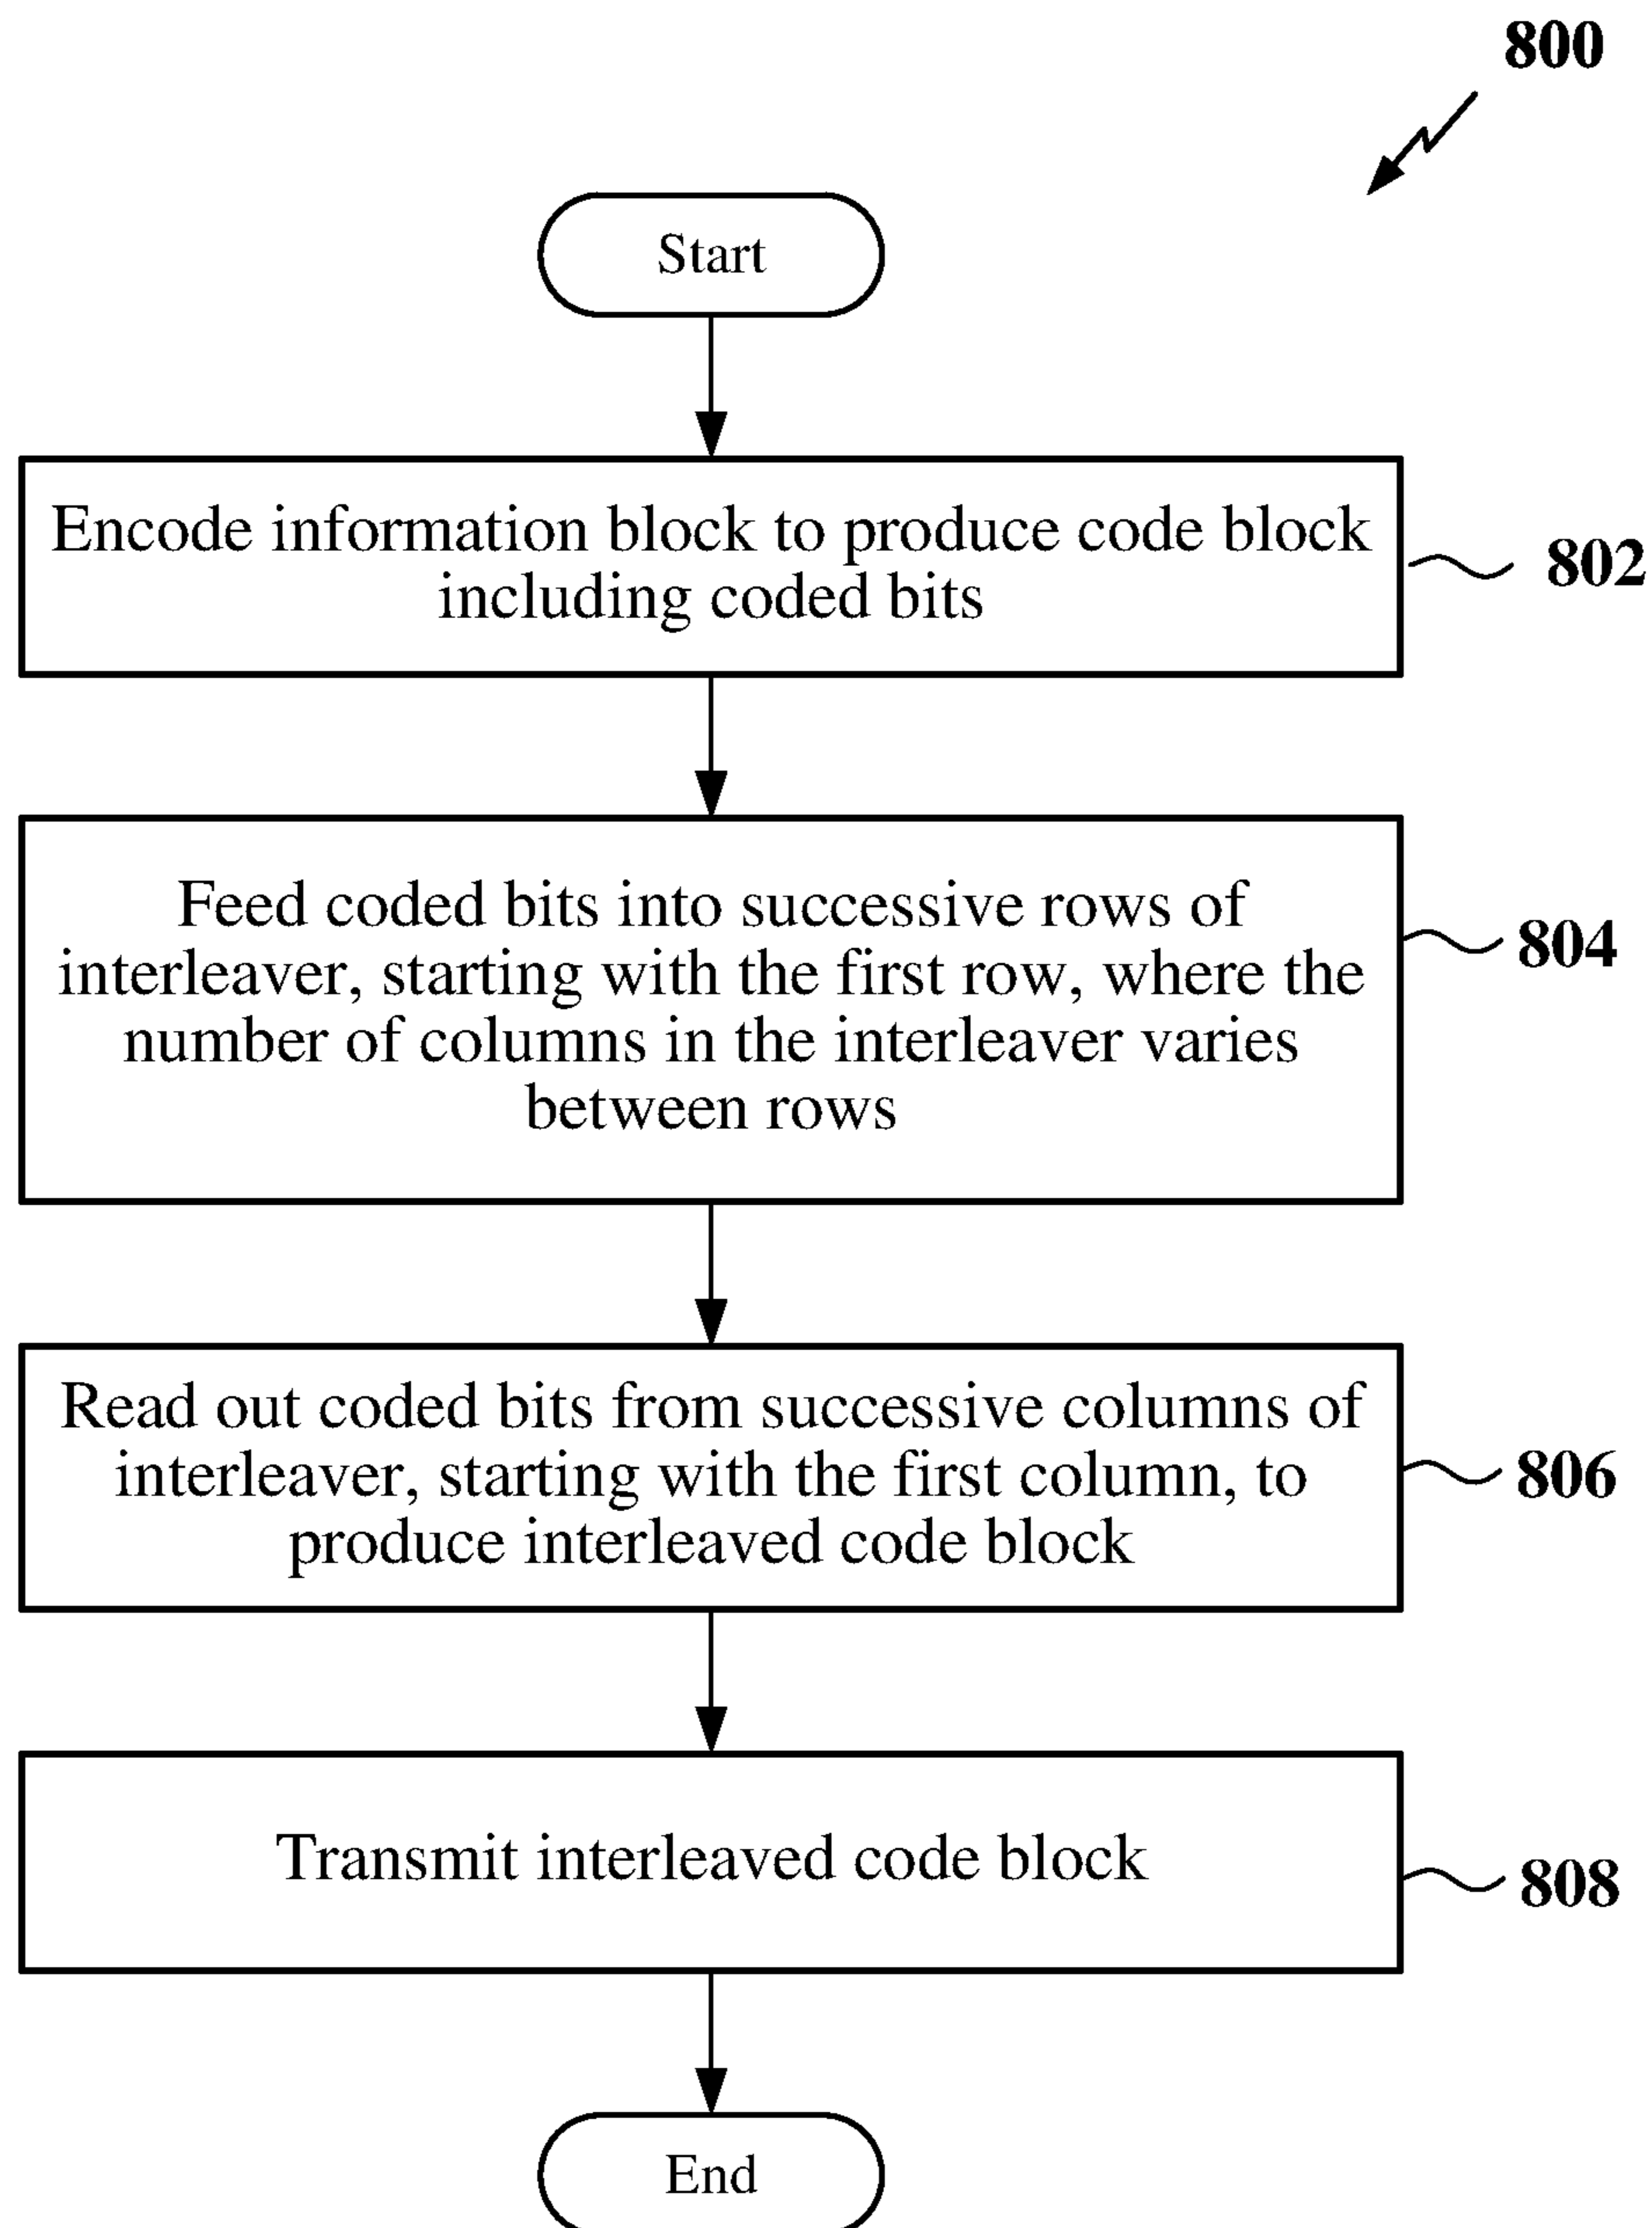 800
Start
Encode information block to produce code block
including coded bits
802
Feed coded bits into successive rows of
interleaver, starting with the first row, where the
number of columns in the interleaver varies
between rows
804
Read out coded bits from successive columns of
interleaver, starting with the first column, to
produce interleaved code block
806
Transmit interleaved code block
808
End